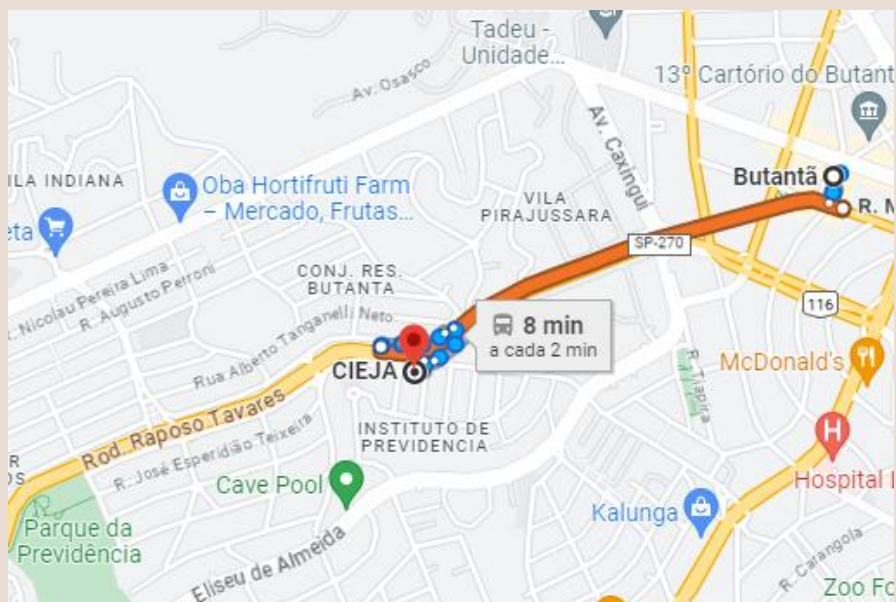 Tadeu -
Unidade...
13º Cartório do Butant
Av. Osasco
Av. Caxingui
ILA INDIANA
Oba Hortifruti Farm
– Mercado, Frutas...
Butantã
VILA
PIRAJUSSARA
R. M
eta
SP-270
CONJ. RES.
BUTANTA
R. Nicolau Pereira Lima
R. Augusto Petroni
116
8 min
a cada 2 min
Rua Alberto Tanganelli Neto
CIEJA
McDonald's
R. Tiapira
Rod. Raposo Tavares
INSTITUTO DE
PREVIDENCIA
R. José Esperidião Teixeira
H
Hospital L
Cave Pool
Kalunga
Parque da
Previdência
Eliseu de Almeida
R. Carangola
Zoo Fo